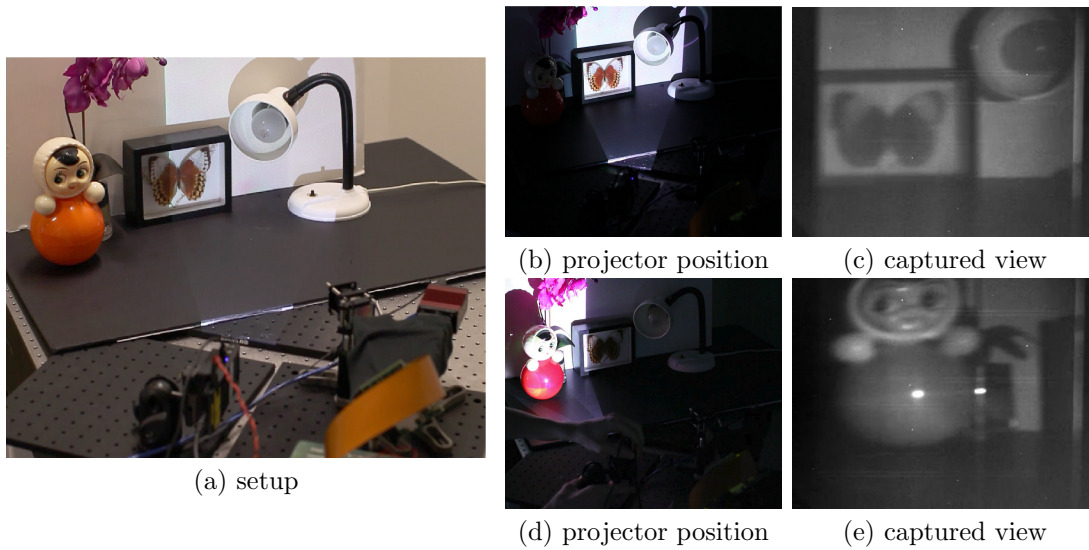 (a) setup
(b) projector position
(c) captured view
(d) projector position
(e) captured view